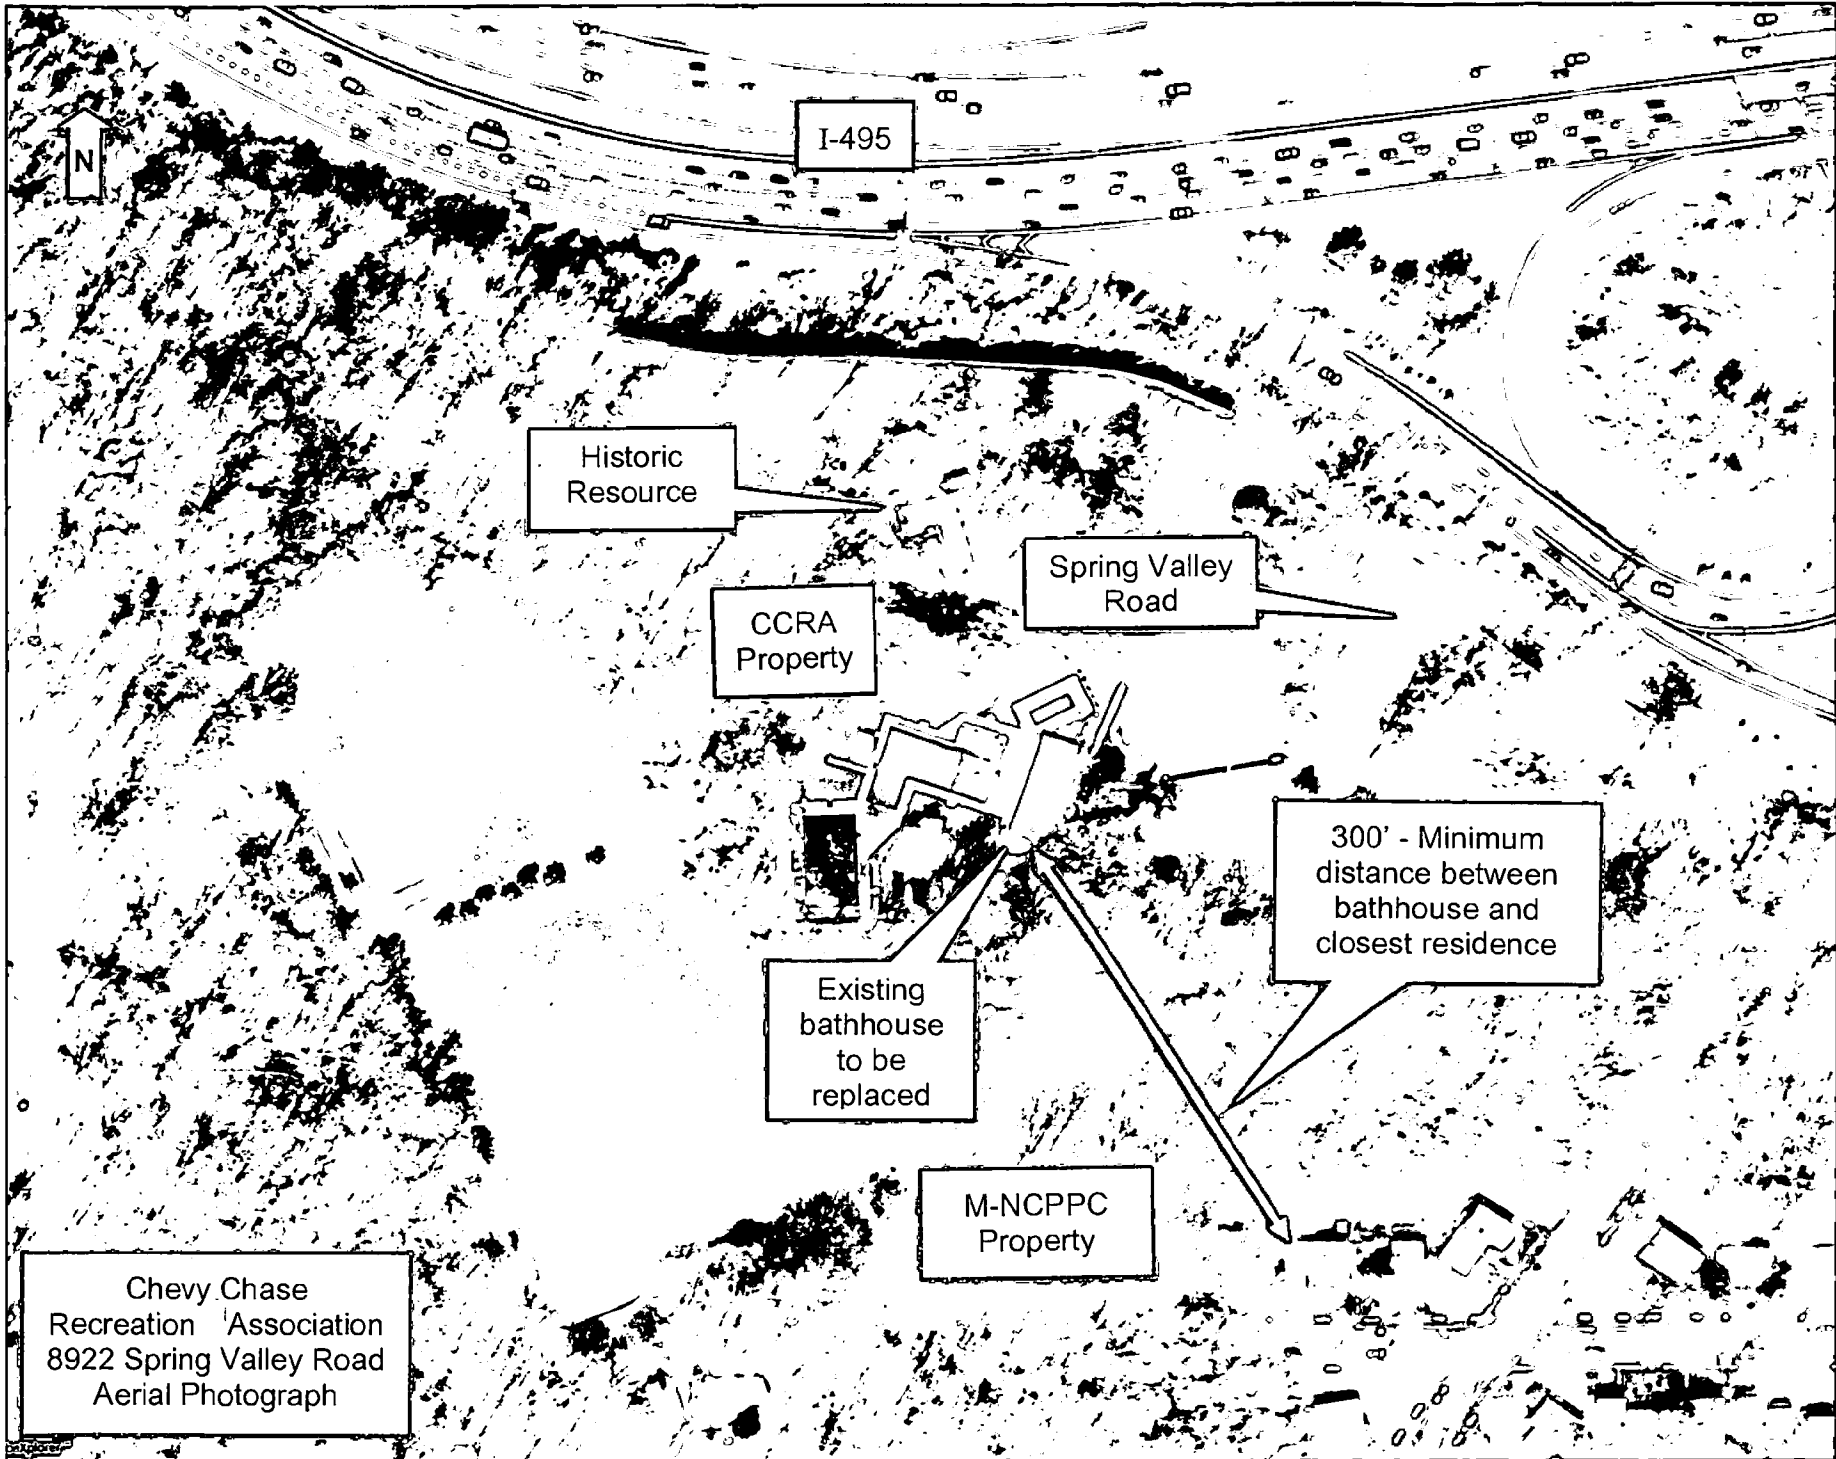 I-495
N
Historic
Resource
Spring Valley
Road
CCRA
Property
300' - Minimum
distance between
bathhouse and
closest residence
Existing
bathhouse
to be
replaced
M-NCPPC
Property
Chevy Chase
Recreation Association
8922 Spring Valley Road
Aerial Photograph